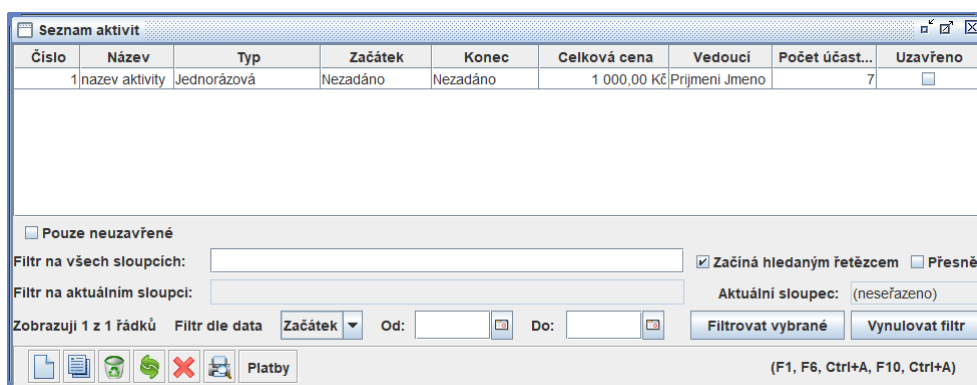 Seznam aktivit
Číslo Název Typ Začátek Konec Celková cena Vedoucí Počet účast... Uzavřeno
1 nazev aktivity Jednorázová Nezadáno Nezadáno 1 000,00 Kč Prijmeni Jmeno 7
Pouze neuzavřené
Filtr na všech sloupcích: Začíná hledaným řetězcem Přesně
Filtr na aktuálním sloupci: Aktuální sloupec: (neseřazeno)
Zobrazuji 1 z 1 řádků Filtr dle data Začátek Od: Do: Filtrovat vybrané Vynulovat filtr
Platby (F1, F6, Ctrl+A, F10, Ctrl+A)